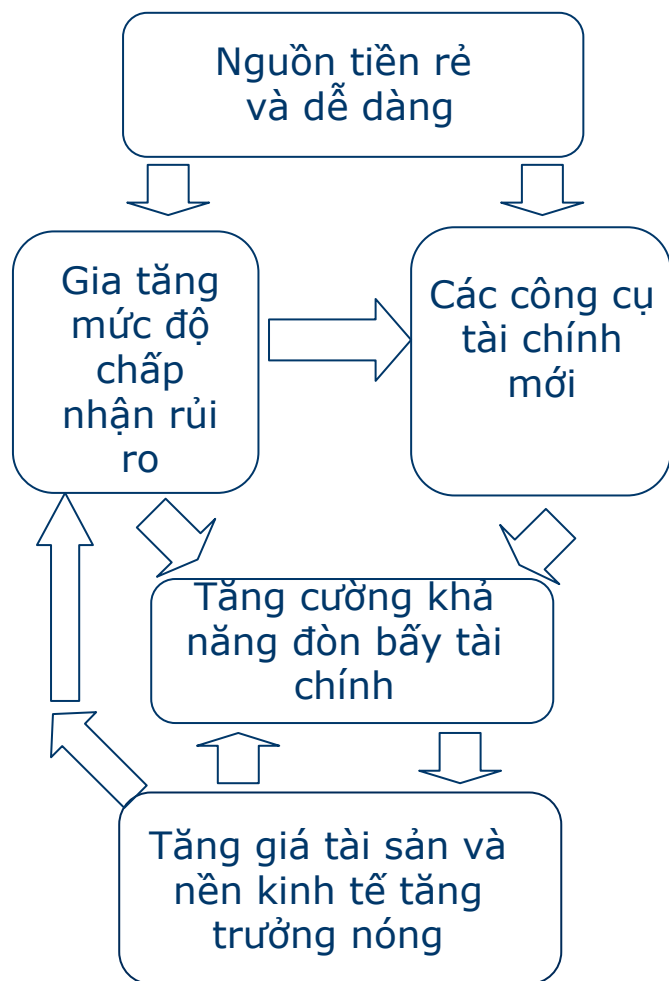 Nguồn tiền rẻ
và dễ dàng
Gia tăng
mức độ
chấp
nhận rủi
ro
Các công cụ
tài chính
mới
Tăng cường khả
năng đòn bấy tài
chính
Tăng giá tài sản và
nền kinh tế tăng
trưởng nóng